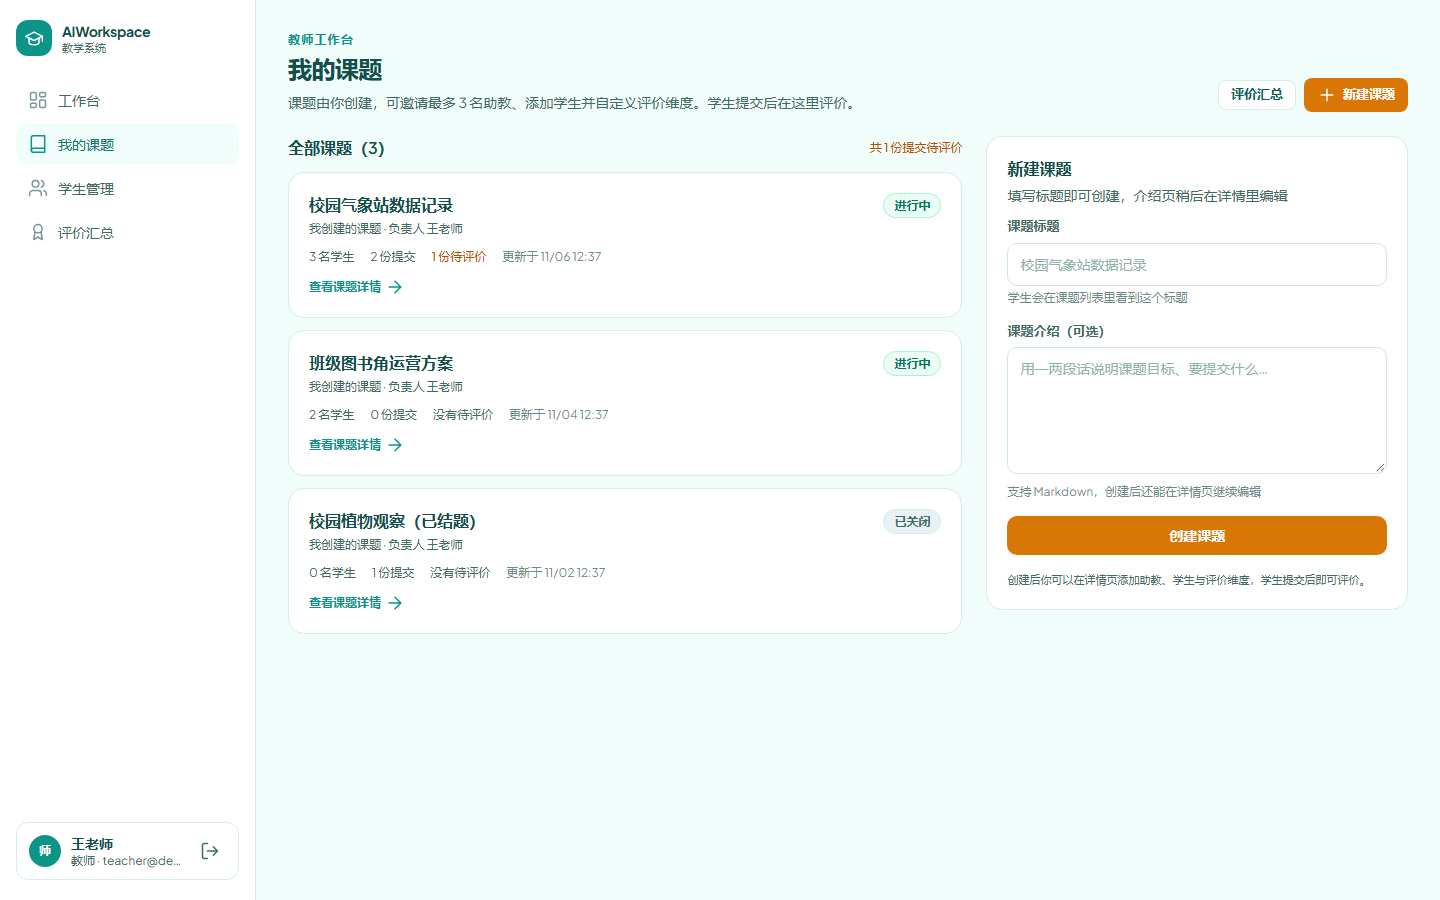 AIWorkspace
教学系统
工作台
我的课题
学生管理
评价汇总
师
王老师
教师 · teacher@de...
教师工作台
我的课题
课题由你创建，可邀请最多 3 名助教、添加学生并自定义评价维度。学生提交后在这里评价。
评价汇总
新建课题
全部课题（3）
共 1 份提交待评价
校园气象站数据记录
进行中
我创建的课题 · 负责人 王老师
3 名学生 2 份提交 1 份待评价 更新于 11/06 12:37
查看课题详情
班级图书角运营方案
进行中
我创建的课题 · 负责人 王老师
2 名学生 0 份提交 没有待评价 更新于 11/04 12:37
查看课题详情
校园植物观察（已结题）
已关闭
我创建的课题 · 负责人 王老师
0 名学生 1 份提交 没有待评价 更新于 11/02 12:37
查看课题详情
新建课题
填写标题即可创建，介绍页稍后在详情里编辑
课题标题
校园气象站数据记录
学生会在课题列表里看到这个标题
课题介绍（可选）
用一两段话说明课题目标、要提交什么...
支持 Markdown，创建后还能在详情页继续编辑
创建课题
创建后你可以在详情页添加助教、学生与评价维度，学生提交后即可评价。